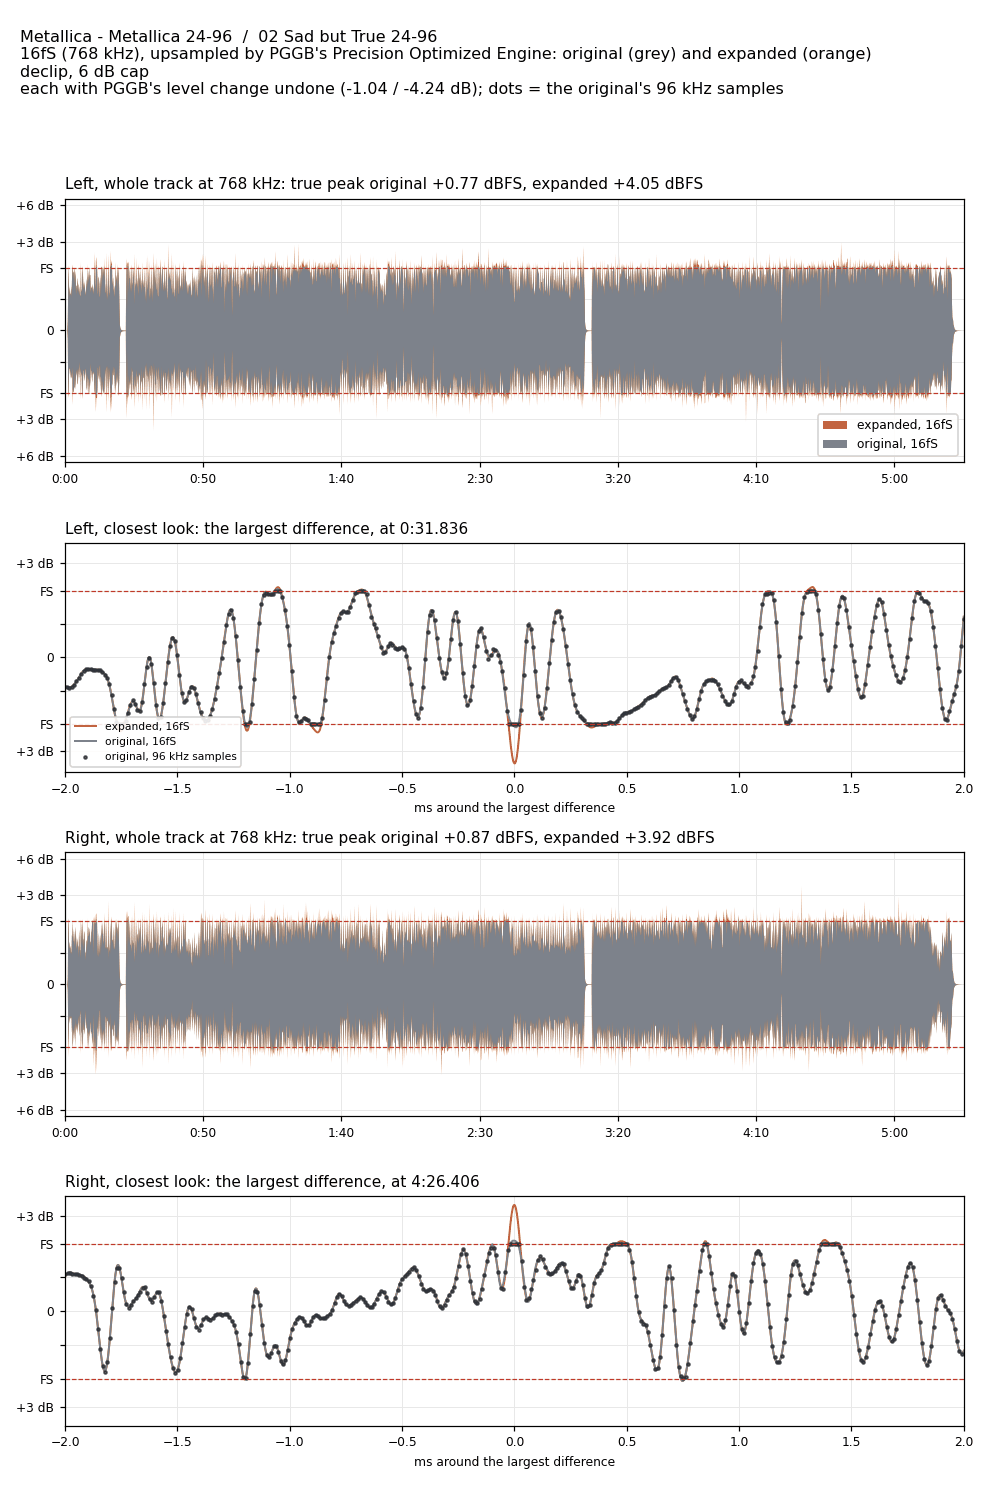 Metallica - Metallica 24-96  /  02 Sad but True 24-96
16fS (768 kHz), upsampled by PGGB's Precision Optimized Engine: original (grey) and expanded (orange)
declip, 6 dB cap
each with PGGB's level change undone (-1.04 / -4.24 dB); dots = the original's 96 kHz samples
Left, whole track at 768 kHz: true peak original +0.77 dBFS, expanded +4.05 dBFS
+6 dB
+3 dB
FS
0
FS
+3 dB
+6 dB
expanded, 16fS
original, 16fS
0:00 0:50 1:40 2:30 3:20 4:10 5:00
Left, closest look: the largest difference, at 0:31.836
+3 dB
FS
0
FS
+3 dB
expanded, 16fS
original, 16fS
original, 96 kHz samples
−2.0 −1.5 −1.0 −0.5 0.0 0.5 1.0 1.5 2.0
ms around the largest difference
Right, whole track at 768 kHz: true peak original +0.87 dBFS, expanded +3.92 dBFS
+6 dB
+3 dB
FS
0
FS
+3 dB
+6 dB
0:00 0:50 1:40 2:30 3:20 4:10 5:00
Right, closest look: the largest difference, at 4:26.406
+3 dB
FS
0
FS
+3 dB
−2.0 −1.5 −1.0 −0.5 0.0 0.5 1.0 1.5 2.0
ms around the largest difference